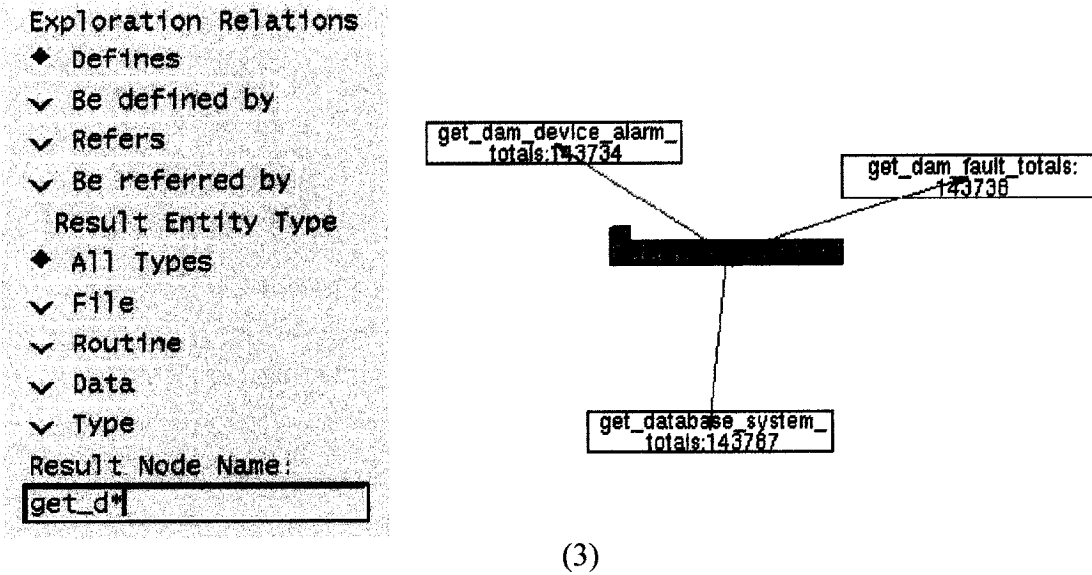 Exploration Relations
Defines
Be defined by
Refers
Be referred by
Result Entity Type
All Types
File
Routine
Data
Type
Result Node Name:
get_d*
get_dam_device_alarm_
totals:143734
get_dam_fault_totals:
143736
get_database_system_
totals:143787
(3)